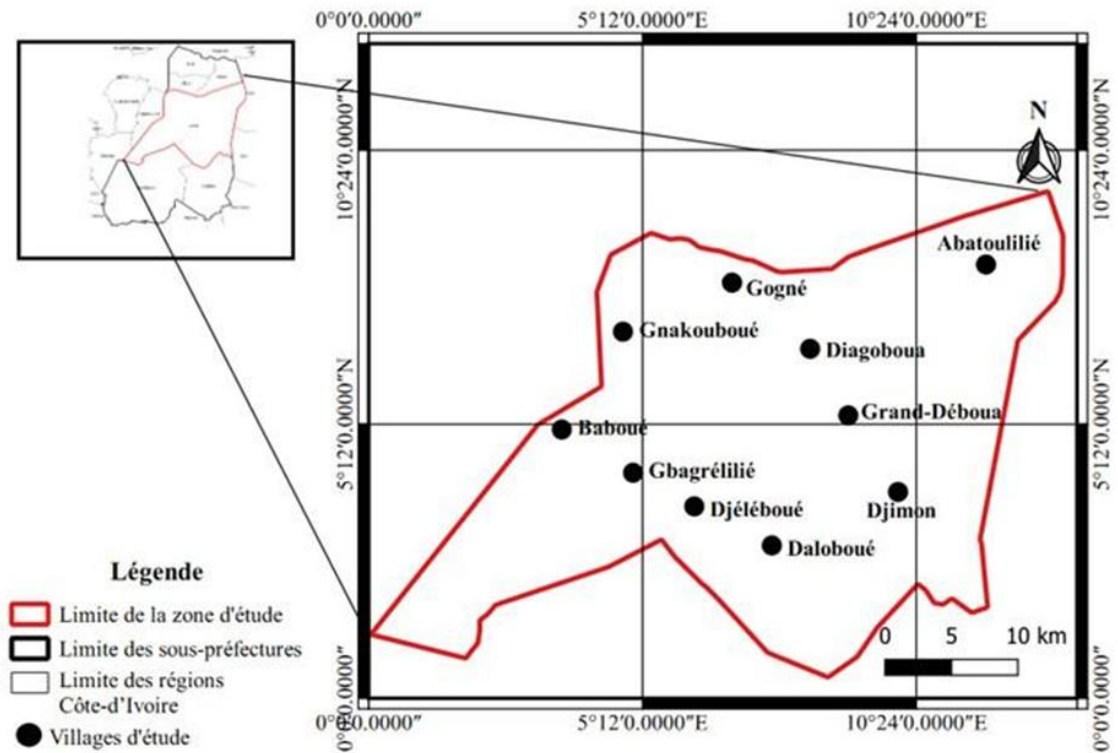 0°0'0.0000" 5°12'0.0000"E 10°24'0.0000"E
N
10°24'0.0000"N
10°24'0.0000"N
Abatoulilié
Gogné
Gnakouboué
Diagoboua
Grand-Déboua
Baboué
5°12'0.0000"N
5°12'0.0000"N
Gbagrélilié
Djéléboué
Djimon
Daloboué
Légende
Limite de la zone d'étude
Limite des sous-préfectures
Limite des régions
Côte-d'Ivoire
Villages d'étude
0 5 10 km
0°0'0.0000"
0°0'0.0000"
0°0'0.0000" 5°12'0.0000"E 10°24'0.0000"E